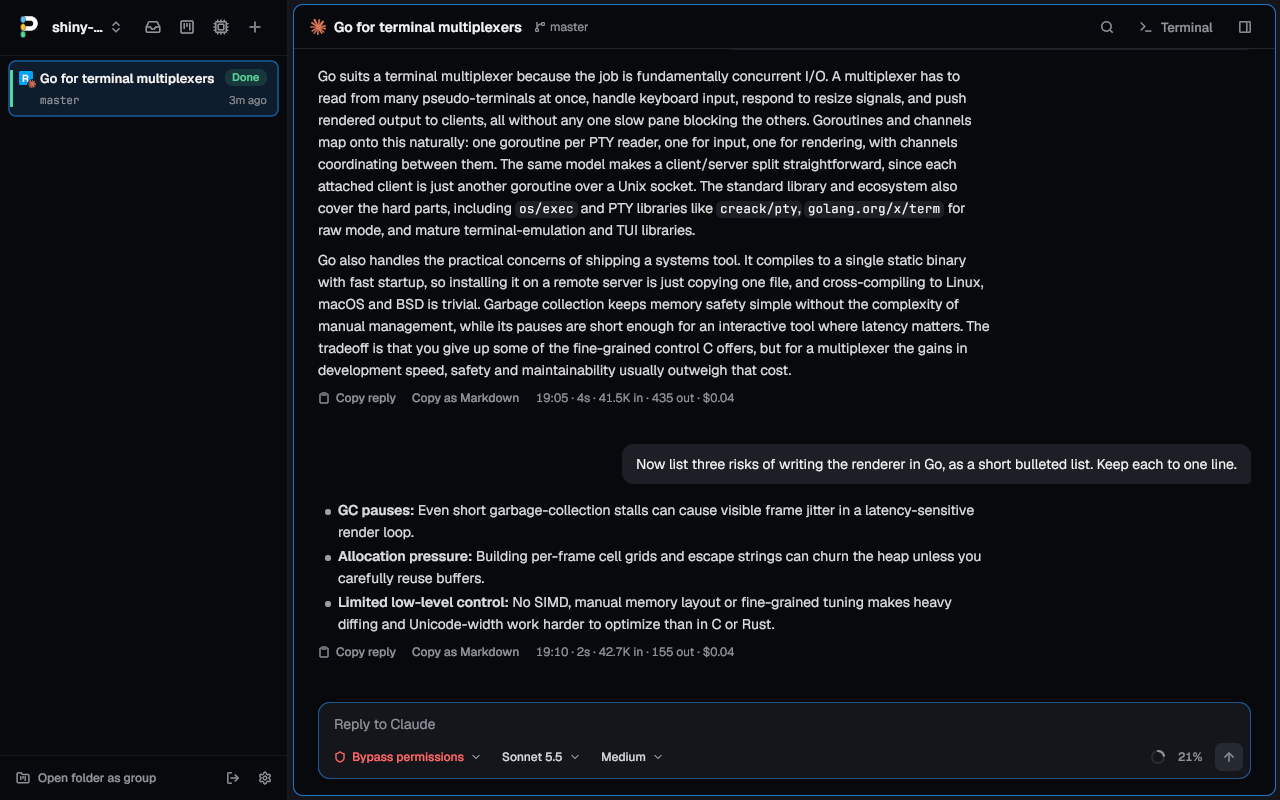 shiny-...
Go for terminal multiplexers
Done
master
3m ago
Open folder as group
Go for terminal multiplexers
master
Terminal
Go suits a terminal multiplexer because the job is fundamentally concurrent I/O. A multiplexer has to
read from many pseudo-terminals at once, handle keyboard input, respond to resize signals, and push
rendered output to clients, all without any one slow pane blocking the others. Goroutines and channels
map onto this naturally: one goroutine per PTY reader, one for input, one for rendering, with channels
coordinating between them. The same model makes a client/server split straightforward, since each
attached client is just another goroutine over a Unix socket. The standard library and ecosystem also
cover the hard parts, including os/exec and PTY libraries like creack/pty, golang.org/x/term for
raw mode, and mature terminal-emulation and TUI libraries.
Go also handles the practical concerns of shipping a systems tool. It compiles to a single static binary
with fast startup, so installing it on a remote server is just copying one file, and cross-compiling to Linux,
macOS and BSD is trivial. Garbage collection keeps memory safety simple without the complexity of
manual management, while its pauses are short enough for an interactive tool where latency matters. The
tradeoff is that you give up some of the fine-grained control C offers, but for a multiplexer the gains in
development speed, safety and maintainability usually outweigh that cost.
Copy reply Copy as Markdown 19:05 · 4s · 41.5K in · 435 out · $0.04
Now list three risks of writing the renderer in Go, as a short bulleted list. Keep each to one line.
GC pauses: Even short garbage-collection stalls can cause visible frame jitter in a latency-sensitive
render loop.
Allocation pressure: Building per-frame cell grids and escape strings can churn the heap unless you
carefully reuse buffers.
Limited low-level control: No SIMD, manual memory layout or fine-grained tuning makes heavy
diffing and Unicode-width work harder to optimize than in C or Rust.
Copy reply Copy as Markdown 19:10 · 2s · 42.7K in · 155 out · $0.04
Reply to Claude
Bypass permissions Sonnet 5.5 Medium 21%